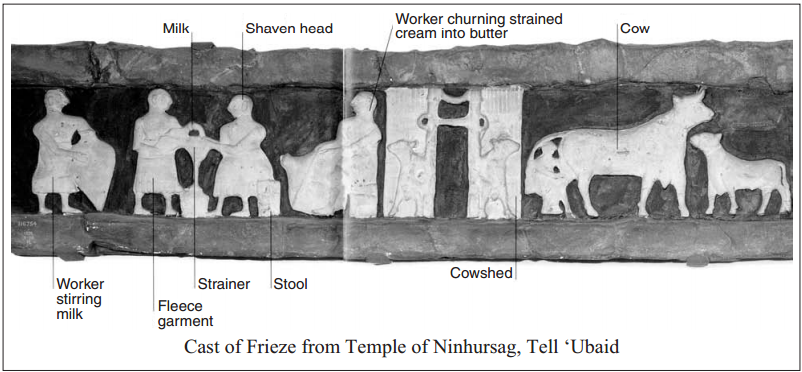 Milk
Shaven head
Worker churning strained
cream into butter
Cow
Worker
stirring
milk
Fleece
garment
Strainer
Stool
Cowshed
Cast of Frieze from Temple of Ninhursag, Tell ‘Ubaid